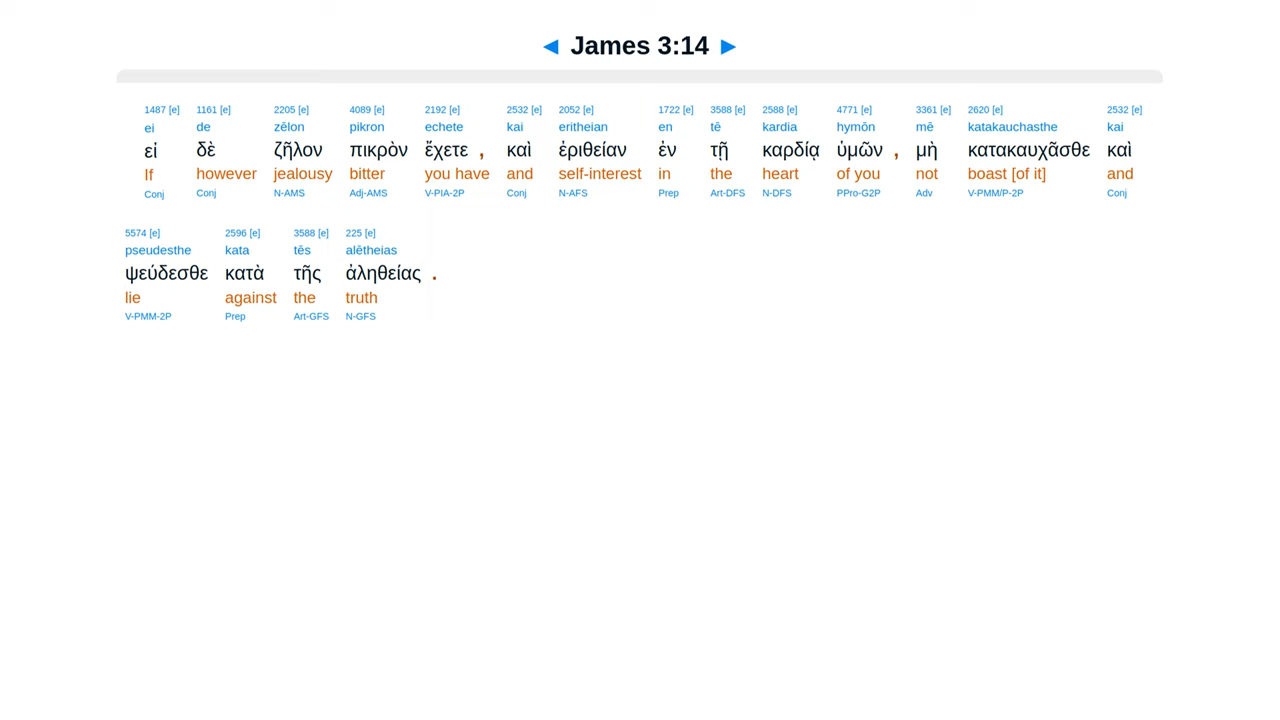 ◄ James 3:14 ►
1487 [e] 1161 [e] 2205 [e] 4089 [e] 2192 [e] 2532 [e] 2052 [e] 1722 [e] 3588 [e] 2588 [e] 4771 [e] 3361 [e] 2620 [e] 2532 [e]
ei de zēlon pikron echete kai eritheian en tē kardia hymōn mē katakauchasthe kai
εἰ δὲ ζῆλον πικρὸν ἔχετε , καὶ ἐριθείαν ἐν τῇ καρδίᾳ ὑμῶν , μὴ κατακαυχᾶσθε καὶ
If however jealousy bitter you have and self-interest in the heart of you not boast [of it] and
Conj Conj N-AMS Adj-AMS V-PIA-2P Conj N-AFS Prep Art-DFS N-DFS PPro-G2P Adv V-PMM/P-2P Conj
5574 [e] 2596 [e] 3588 [e] 225 [e]
pseudesthe kata tēs alētheias
ψεύδεσθε κατὰ τῆς ἀληθείας .
lie against the truth
V-PMM-2P Prep Art-GFS N-GFS